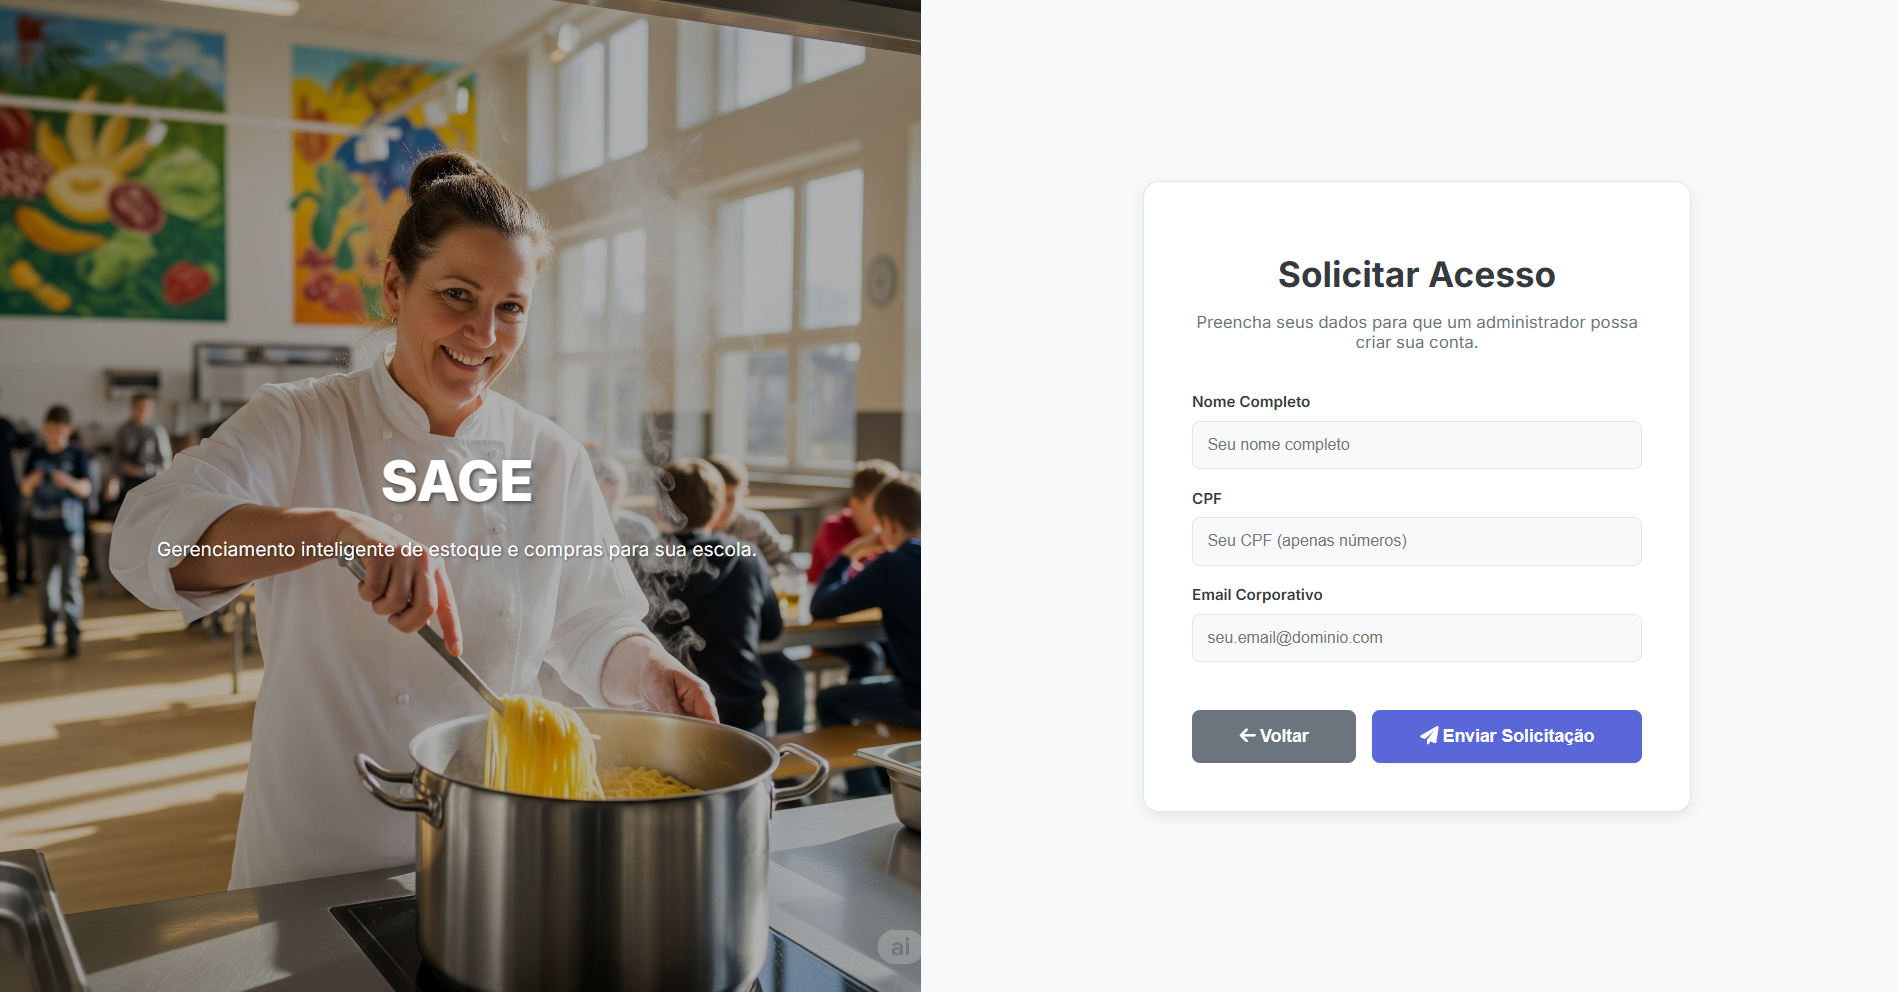 SAGE
Gerenciamento inteligente de estoque e compras para sua escola.
ai
Solicitar Acesso
Preencha seus dados para que um administrador possa
criar sua conta.
Nome Completo
Seu nome completo
CPF
Seu CPF (apenas números)
Email Corporativo
seu.email@dominio.com
Voltar
Enviar Solicitação